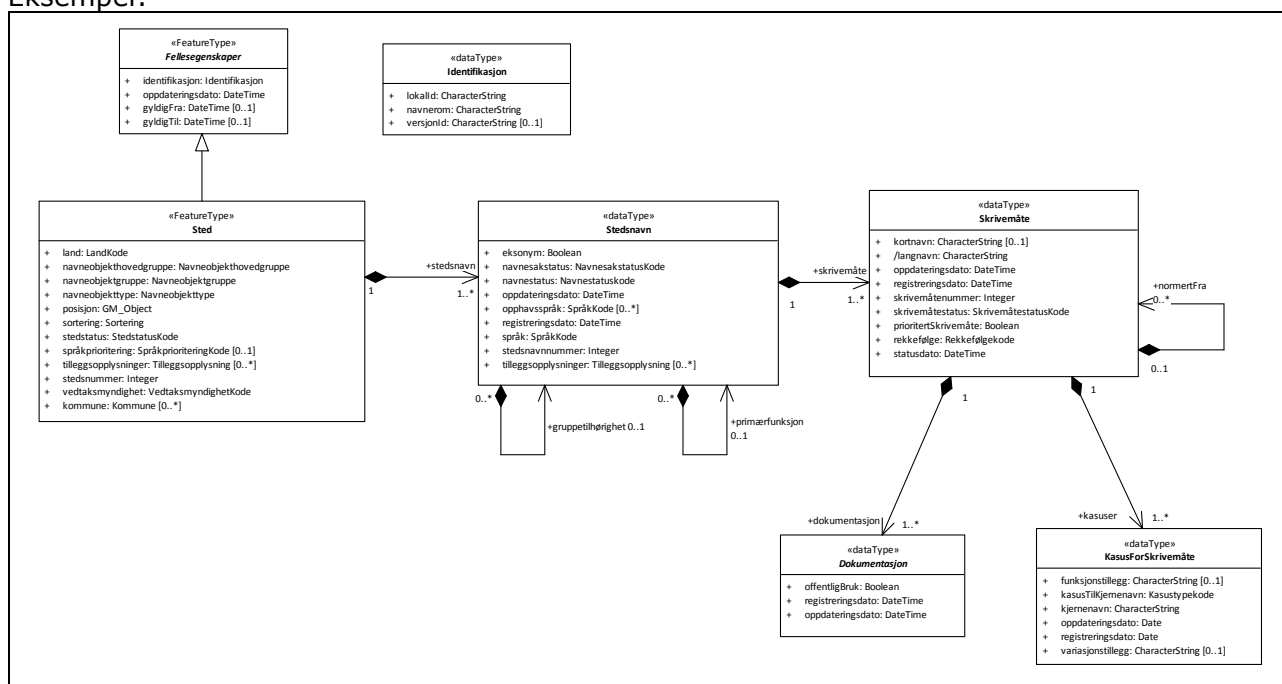 Eksempel:
«FeatureType»
Fellesegenskaper
+ identifikasjon: Identifikasjon
+ oppdateringsdato: DateTime
+ gyldigFra: DateTime [0..1]
+ gyldigTil: DateTime [0..1]
«dataType»
Identifikasjon
+ lokalId: CharacterString
+ navnerom: CharacterString
+ versjonId: CharacterString [0..1]
«FeatureType»
Sted
+ land: LandKode
+ navneobjekthovedgruppe: Navneobjekthovedgruppe
+ navneobjektgruppe: Navneobjektgruppe
+ navneobjekttype: Navneobjekttype
+ posisjon: GM_Object
+ sortering: Sortering
+ stedstatus: StedstatusKode
+ språkprioritering: SpråkprioriteringKode [0..1]
+ tilleggsopplysninger: Tilleggsopplysning [0..*]
+ stedsnummer: Integer
+ vedtaksmyndighet: VedtaksmyndighetKode
+ kommune: Kommune [0..*]
+stedsnavn
1
1..*
«dataType»
Stedsnavn
+ eksonym: Boolean
+ navnesakstatus: NavnesakstatusKode
+ navnestatus: Navnestatuskode
+ oppdateringsdato: DateTime
+ opphavsspråk: SpråkKode [0..*]
+ registreringsdato: DateTime
+ språk: SpråkKode
+ stedsnavnnummer: Integer
+ tilleggsopplysninger: Tilleggsopplysning [0..*]
0..*
+gruppetilhørighet 0..1
0..*
+primærfunksjon
0..1
+skrivemåte
1
1..*
«dataType»
Skrivemåte
+ kortnavn: CharacterString [0..1]
+ /langnavn: CharacterString
+ oppdateringsdato: DateTime
+ registreringsdato: DateTime
+ skrivemåtenummer: Integer
+ skrivemåtestatus: SkrivemåtestatusKode
+ prioritertSkrivemåte: Boolean
+ rekkefølge: Rekkefølgekode
+ statusdato: DateTime
+normertFra
0..*
0..1
1
1
+dokumentasjon
1..*
+kasuser
1..*
«dataType»
Dokumentasjon
+ offentligBruk: Boolean
+ registreringsdato: DateTime
+ oppdateringsdato: DateTime
«dataType»
KasusForSkrivemåte
+ funksjonstillegg: CharacterString [0..1]
+ kasusTilKjernenavn: Kasustypekode
+ kjernenavn: CharacterString
+ oppdateringsdato: Date
+ registreringsdato: Date
+ variasjonstillegg: CharacterString [0..1]